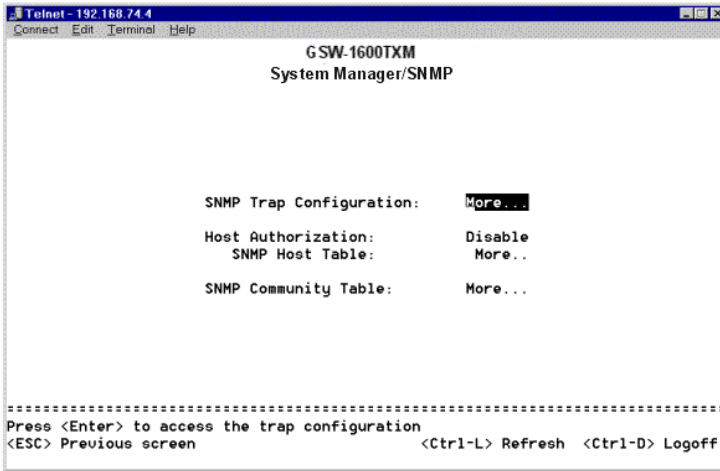 Telnet - 192.168.74.4
Connect Edit Terminal Help
GSW-1600TXM
System Manager/SNMP
SNMP Trap Configuration: More...
Host Authorization: Disable
SNMP Host Table: More..
SNMP Community Table: More...
Press <Enter> to access the trap configuration
<ESC> Previous screen <Ctrl-L> Refresh <Ctrl-D> Logoff